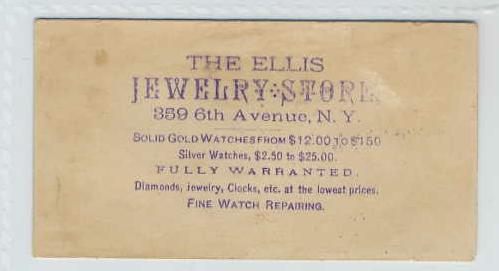 THE ELLIS
JEWELRY STORE
359 6th Avenue, N. Y.
SOLID GOLD WATCHES FROM $12.00 TO $150
Silver Watches, $2.50 to $25.00.
FULLY WARRANTED.
Diamonds, jewelry, Clocks, etc. at the lowest prices.
FINE WATCH REPAIRING.